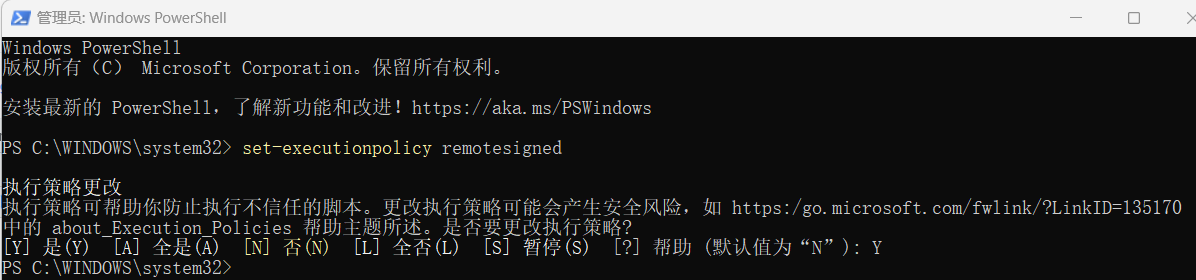 管理员: Windows PowerShell
Windows PowerShell
版权所有（C） Microsoft Corporation。保留所有权利。
安装最新的 PowerShell，了解新功能和改进！https://aka.ms/PSWindows
PS C:\WINDOWS\system32> set-executionpolicy remotesigned
执行策略更改
执行策略可帮助你防止执行不信任的脚本。更改执行策略可能会产生安全风险，如 https:/go.microsoft.com/fwlink/?LinkID=135170
中的 about_Execution_Policies 帮助主题所述。是否要更改执行策略?
[Y] 是(Y)  [A] 全是(A)  [N] 否(N)  [L] 全否(L)  [S] 暂停(S)  [?] 帮助 (默认值为“N”): Y
PS C:\WINDOWS\system32>